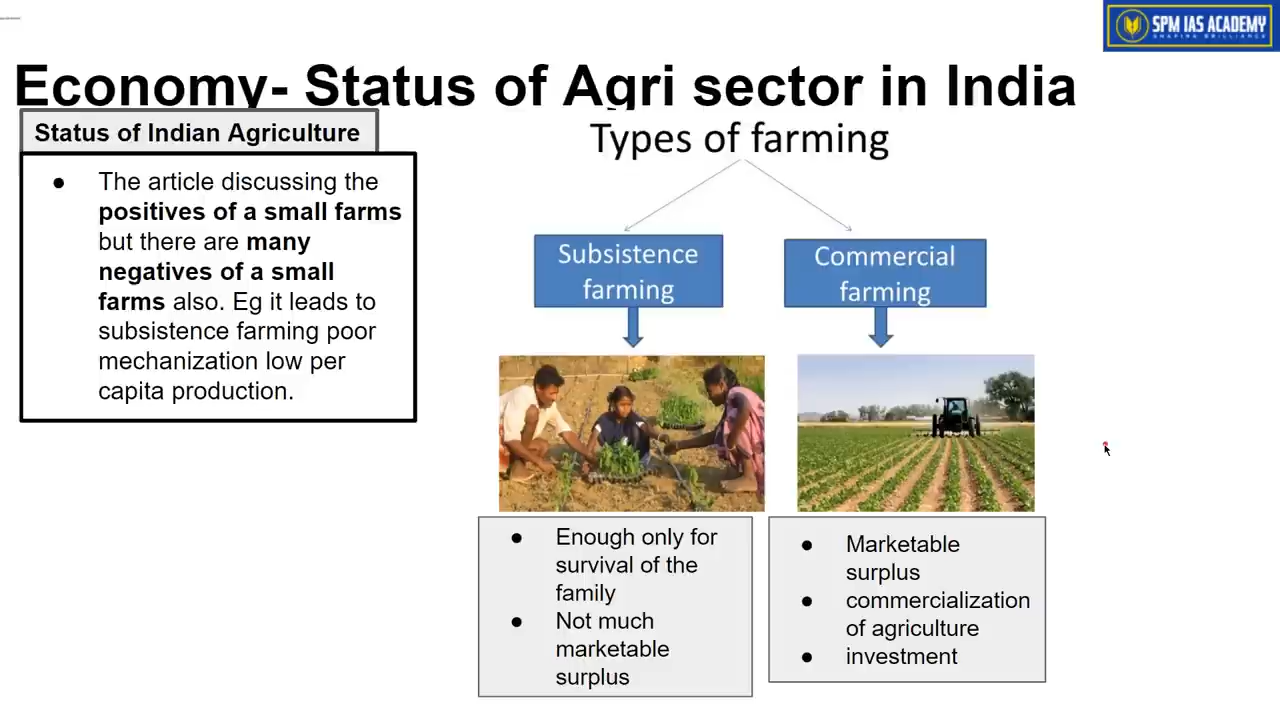 SPM IAS ACADEMY
SHAPING BRILLIANCE
Economy- Status of Agri sector in India
Status of Indian Agriculture
● The article discussing the
positives of a small farms
but there are many
negatives of a small
farms also. Eg it leads to
subsistence farming poor
mechanization low per
capita production.
Types of farming
Subsistence
farming
Commercial
farming
● Enough only for
survival of the
family
● Not much
marketable
surplus
● Marketable
surplus
● commercialization
of agriculture
● investment